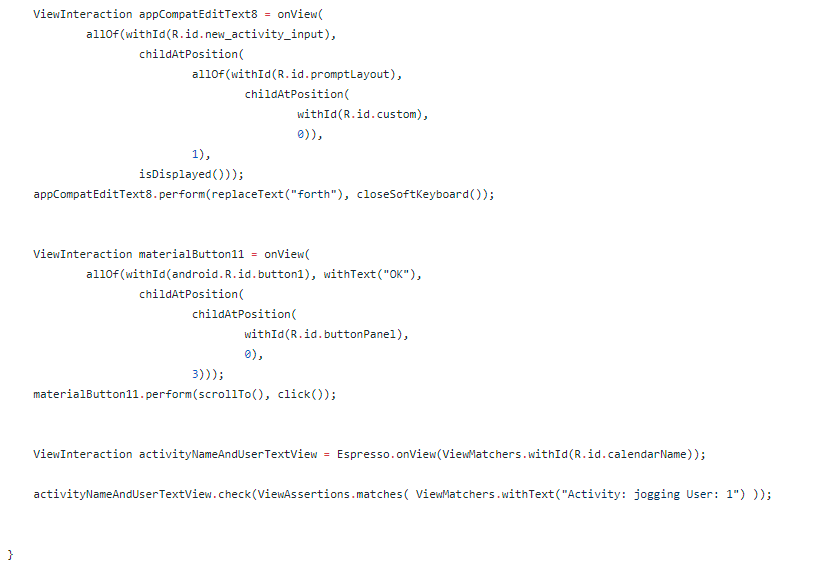 ViewInteraction appCompatEditText8 = onView(
allOf(withId(R.id.new_activity_input),
childAtPosition(
allOf(withId(R.id.promptLayout),
childAtPosition(
withId(R.id.custom),
0)),
1),
isDisplayed()));
appCompatEditText8.perform(replaceText("forth"), closeSoftKeyboard());
ViewInteraction materialButton11 = onView(
allOf(withId(android.R.id.button1), withText("OK"),
childAtPosition(
childAtPosition(
withId(R.id.buttonPanel),
0),
3)));
materialButton11.perform(scrollTo(), click());
ViewInteraction activityNameAndUserTextView = Espresso.onView(ViewMatchers.withId(R.id.calendarName));
activityNameAndUserTextView.check(ViewAssertions.matches( ViewMatchers.withText("Activity: jogging User: 1") ));
}